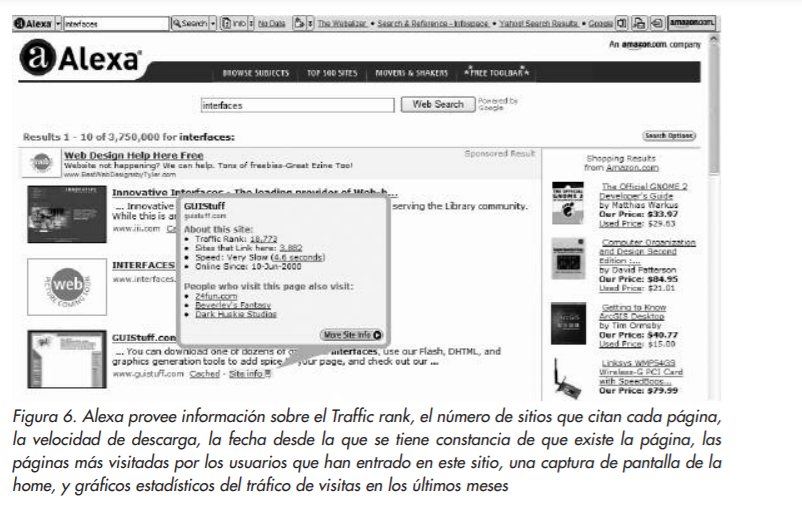 Alexa interfaces Search Info No Data The Webalizer • Search & Reference - Infospace • Yahoo! Search Results • Google amazon.com.
An amazon.com. company
a Alexa®
BROWSE SUBJECTS TOP 500 SITES MOVERS & SHAKERS FREE TOOLBAR
interfaces Web Search Powered by Google
Results 1 - 10 of 3,750,000 for interfaces:
Search Options
Web Design Help Here Free
Sponsored Result
Website not happening? We can help. Tons of freebies-Great Ezine Too!
www.BestWebDesignsbyTyler.com
Innovative Interfaces - The leading provider of Web-b...
... Innovative
serving the Library community.
While this is an
www.iii.com
INTERFACES
www.interfaces.
web
PICTURE COMING SOON
GUIStuff
guistuff.com
About this site:
• Traffic Rank: 18,773
• Sites that Link here: 3,882
• Speed: Very Slow (4.6 seconds)
• Online Since: 10-Jun-2000
People who visit this page also visit:
• 24fun.com
• Beverley's Fantasy
• Dark Huskie Studios
More Site Info
GUIStuff.com
... You can download one of dozens of
interfaces, use our Flash, DHTML, and
graphics generation tools to add spice
your page, and check out our ...
www.guistuff.com Cached - Site info
Shopping Results
from Amazon.com
The Official GNOME 2
Developer's Guide
by Matthias Warkus
Our Price: $33.97
Used Price: $29.63
Computer Organization
and Design Second
Edition :...
by David Patterson
Our Price: $84.95
Used Price: $21.01
Getting to Know
ArcGIS Desktop
by Tim Ormsby
Our Price: $40.77
Used Price: $15.00
Linksys WMP54GS
Wireless-G PCI Card
with SpeedBoos...
Our Price: $79.99
Figura 6. Alexa provee información sobre el Traffic rank, el número de sitios que citan cada página,
la velocidad de descarga, la fecha desde la que se tiene constancia de que existe la página, las
páginas más visitadas por los usuarios que han entrado en este sitio, una captura de pantalla de la
home, y gráficos estadísticos del tráfico de visitas en los últimos meses